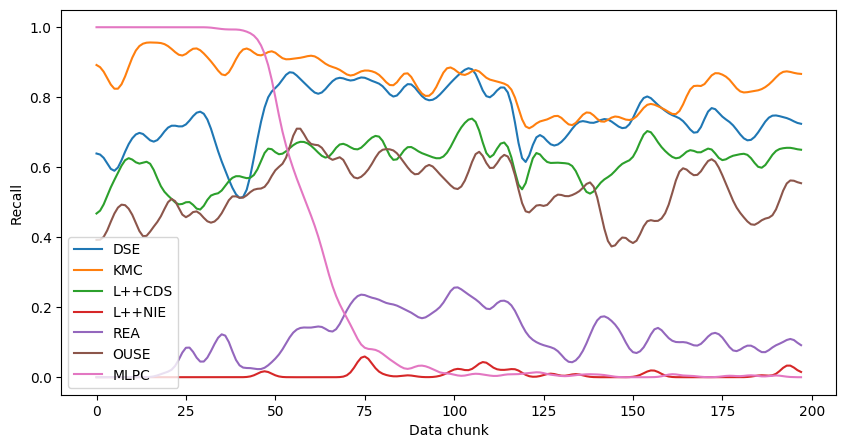 1.0
0.8
0.6
0.4
0.2
0.0
Recall
DSE
KMC
L++CDS
L++NIE
REA
OUSE
MLPC
0 25 50 75 100 125 150 175 200
Data chunk